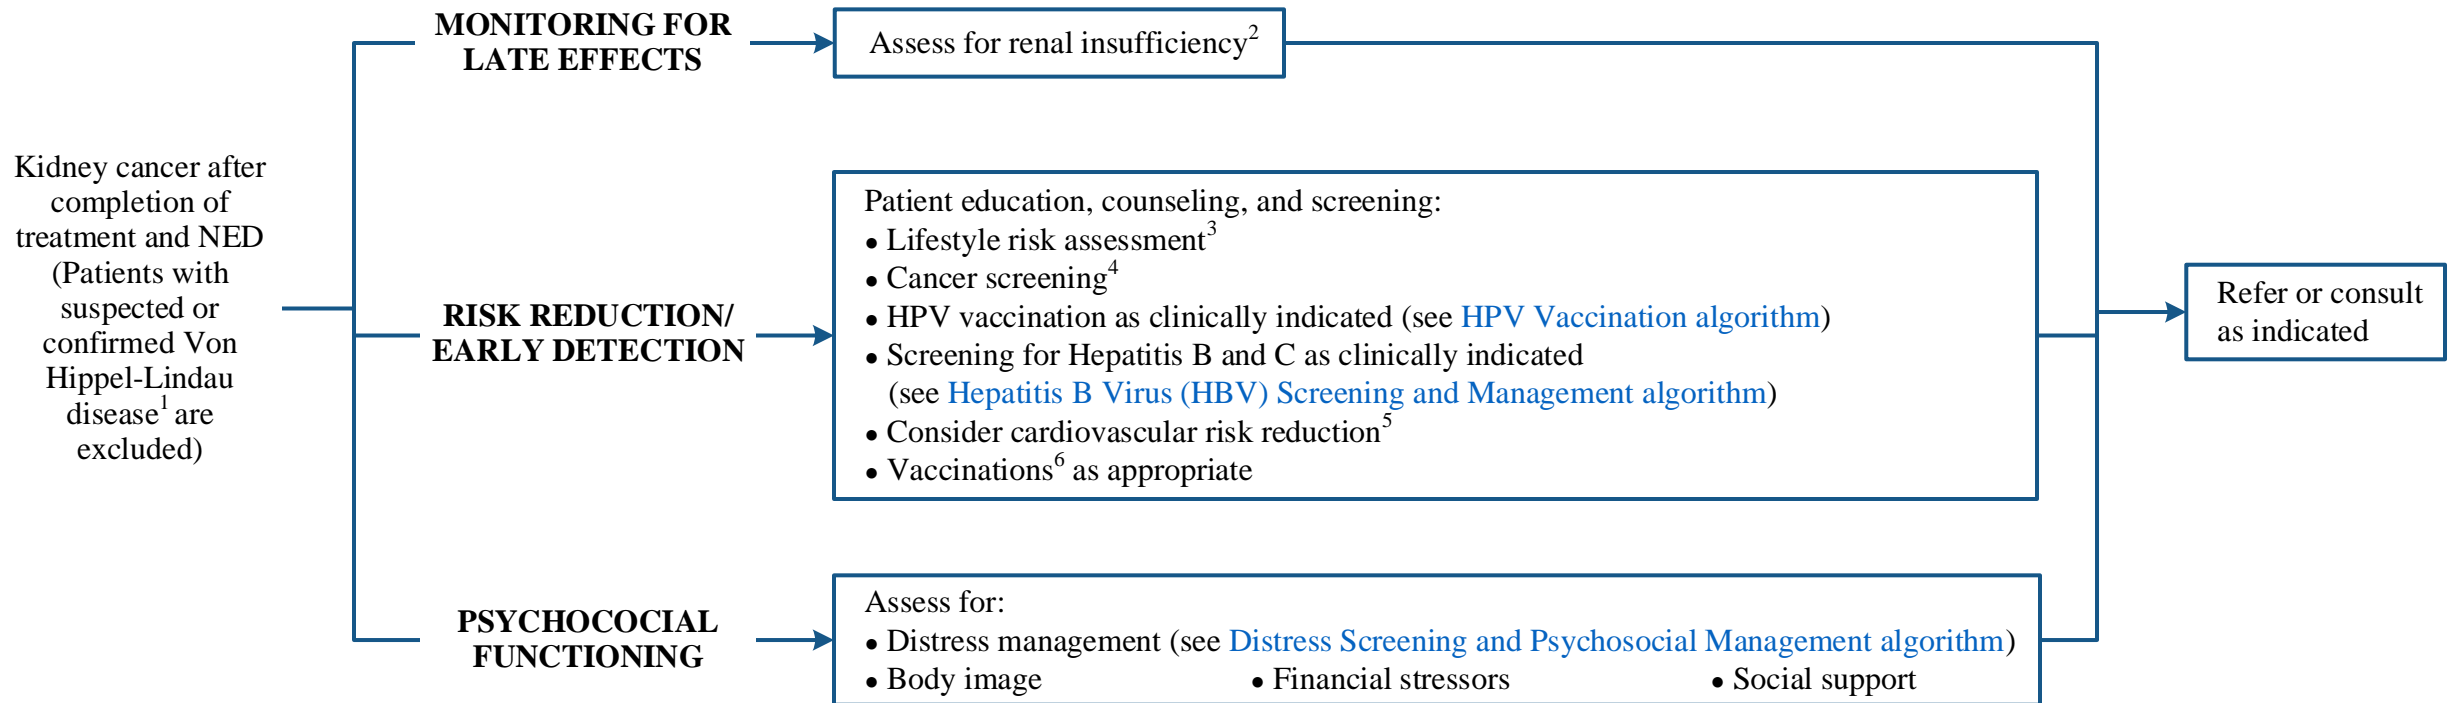 Kidney cancer after
completion of
treatment and NED
(Patients with
suspected or
confirmed Von
Hippel-Lindau
disease1 are
excluded)
MONITORING FOR
LATE EFFECTS
Assess for renal insufficiency2
RISK REDUCTION/
EARLY DETECTION
Patient education, counseling, and screening:
● Lifestyle risk assessment3
● Cancer screening4
● HPV vaccination as clinically indicated (see HPV Vaccination algorithm)
● Screening for Hepatitis B and C as clinically indicated
(see Hepatitis B Virus (HBV) Screening and Management algorithm)
● Consider cardiovascular risk reduction5
● Vaccinations6 as appropriate
PSYCHOCOCIAL
FUNCTIONING
Assess for:
● Distress management (see Distress Screening and Psychosocial Management algorithm)
● Body image ● Financial stressors ● Social support
Refer or consult
as indicated